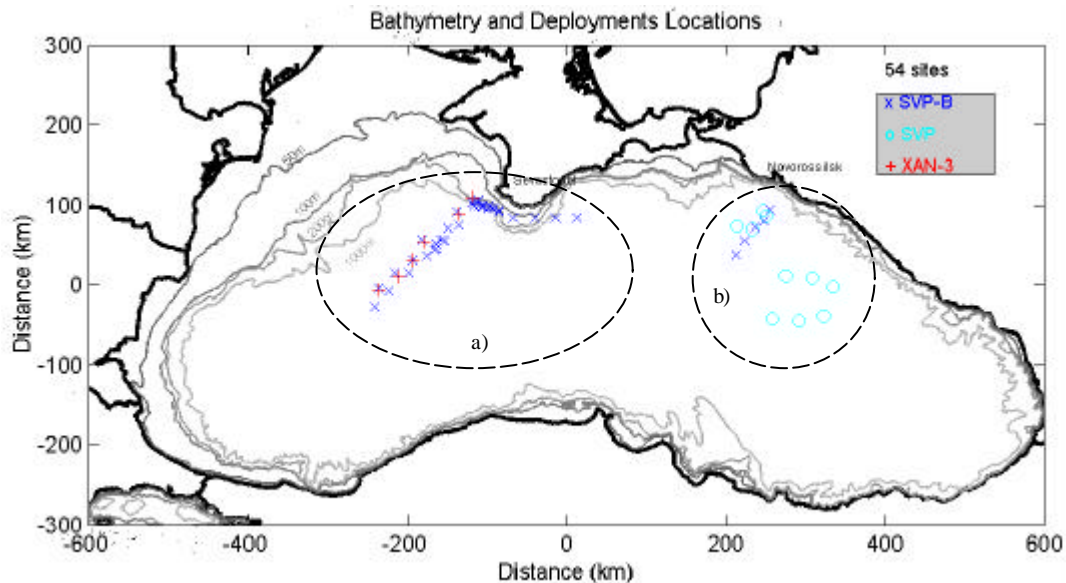 Bathymetry and Deployments Locations
300
200
100
0
-100
-200
-300
Distance (km)
54 sites
x SVP-B
o SVP
+ XAN-3
50m
100m
200m
1000m
Novorossiisk
a)
b)
-600
-400
-200
0
200
400
600
Distance (km)